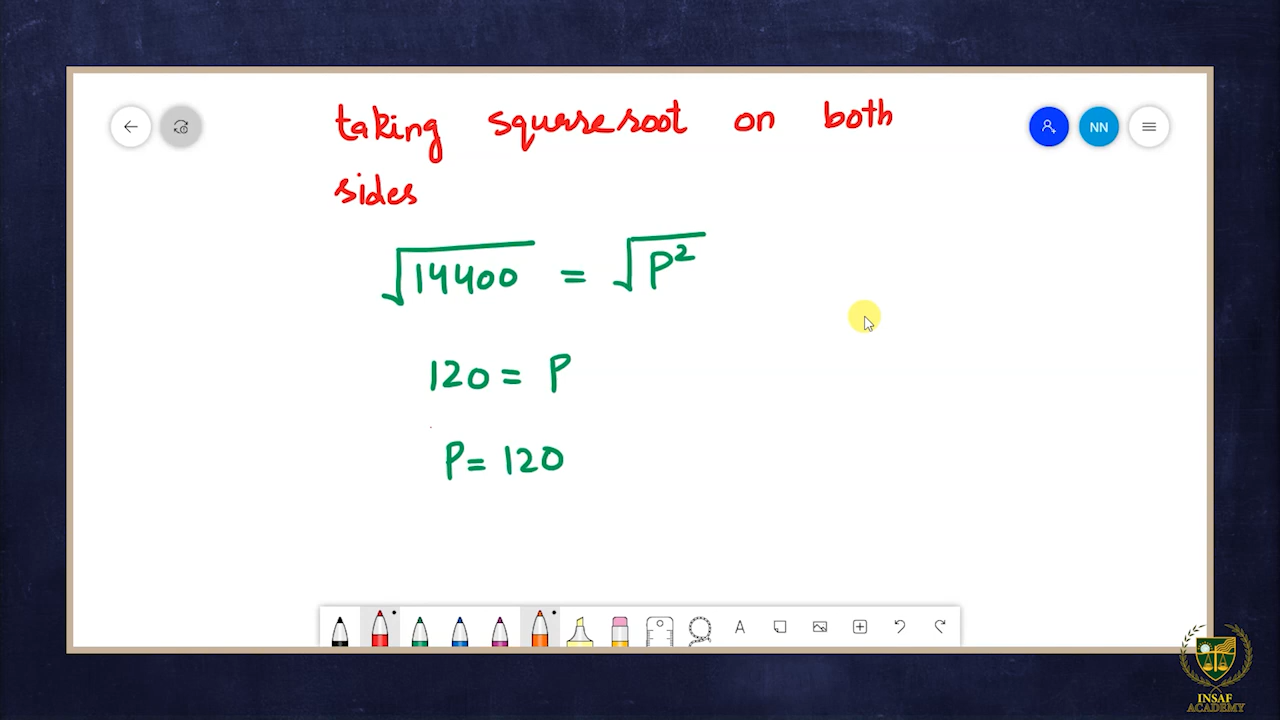 taking squareroot on both
sides
NN
√14400 = √P²
120 = P
P = 120
A
INSAF
ACADEMY